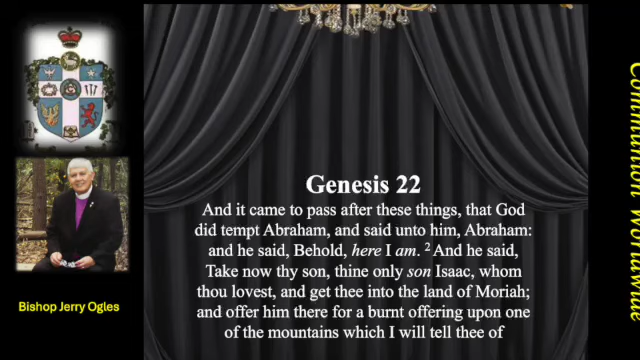 Genesis 22
And it came to pass after these things, that God
did tempt Abraham, and said unto him, Abraham:
and he said, Behold, here I am. 2 And he said,
Take now thy son, thine only son Isaac, whom
thou lovest, and get thee into the land of Moriah;
and offer him there for a burnt offering upon one
of the mountains which I will tell thee of
Bishop Jerry Ogles
Communion Worldwide